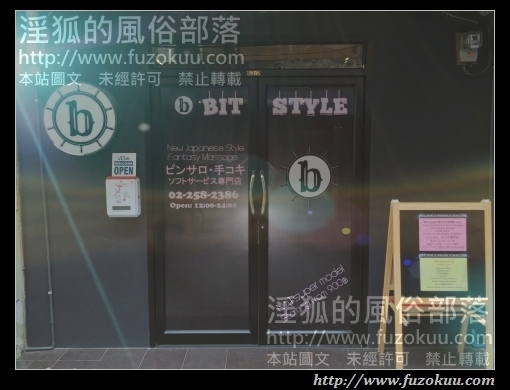 淫狐的風俗部落
http://www.fuzokuu.com
本站圖文 未經許可 禁止轉載
b
OPEN
b BIT STYLE
New Japanese Style
Fantasy Massage
ピンサロ・手コキ
ソフトサービス専門店
02-258-2386
Open: 12:00-24:00
b
super model
900฿
淫狐的風俗部落
http://www.fuzokuu.com
本站圖文 未經許可 禁止轉載
http://www.fuzokuu.com